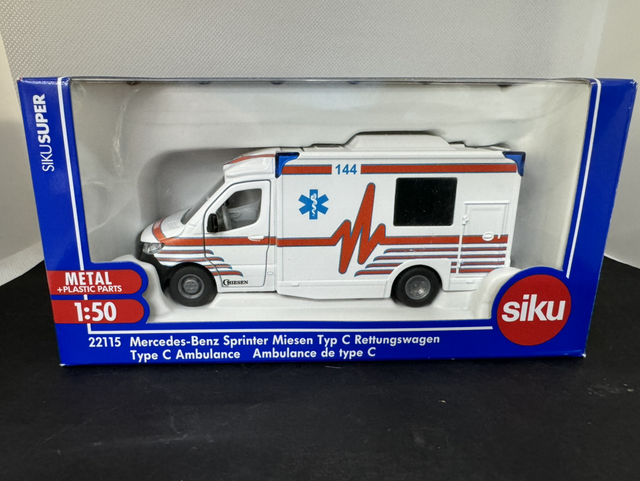 SIKUSUPER
144
MIESEN
METAL
+PLASTIC PARTS
1:50
siku
22115 Mercedes-Benz Sprinter Miesen Typ C Rettungswagen
Type C Ambulance Ambulance de type C